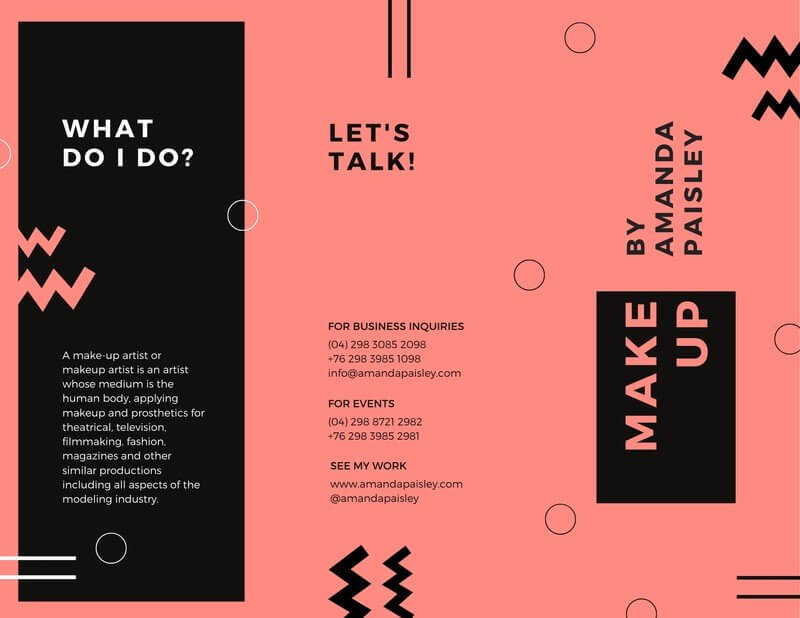 WHAT
DO I DO?
A make-up artist or
makeup artist is an artist
whose medium is the
human body, applying
makeup and prosthetics for
theatrical, television,
filmmaking, fashion,
magazines and other
similar productions
including all aspects of the
modeling industry.
LET'S
TALK!
FOR BUSINESS INQUIRIES
(04) 298 3085 2098
+76 298 3985 1098
info@amandapaisley.com
FOR EVENTS
(04) 298 8721 2982
+76 298 3985 2981
SEE MY WORK
www.amandapaisley.com
@amandapaisley
MAKE
UP
BY
AMANDA
PAISLEY